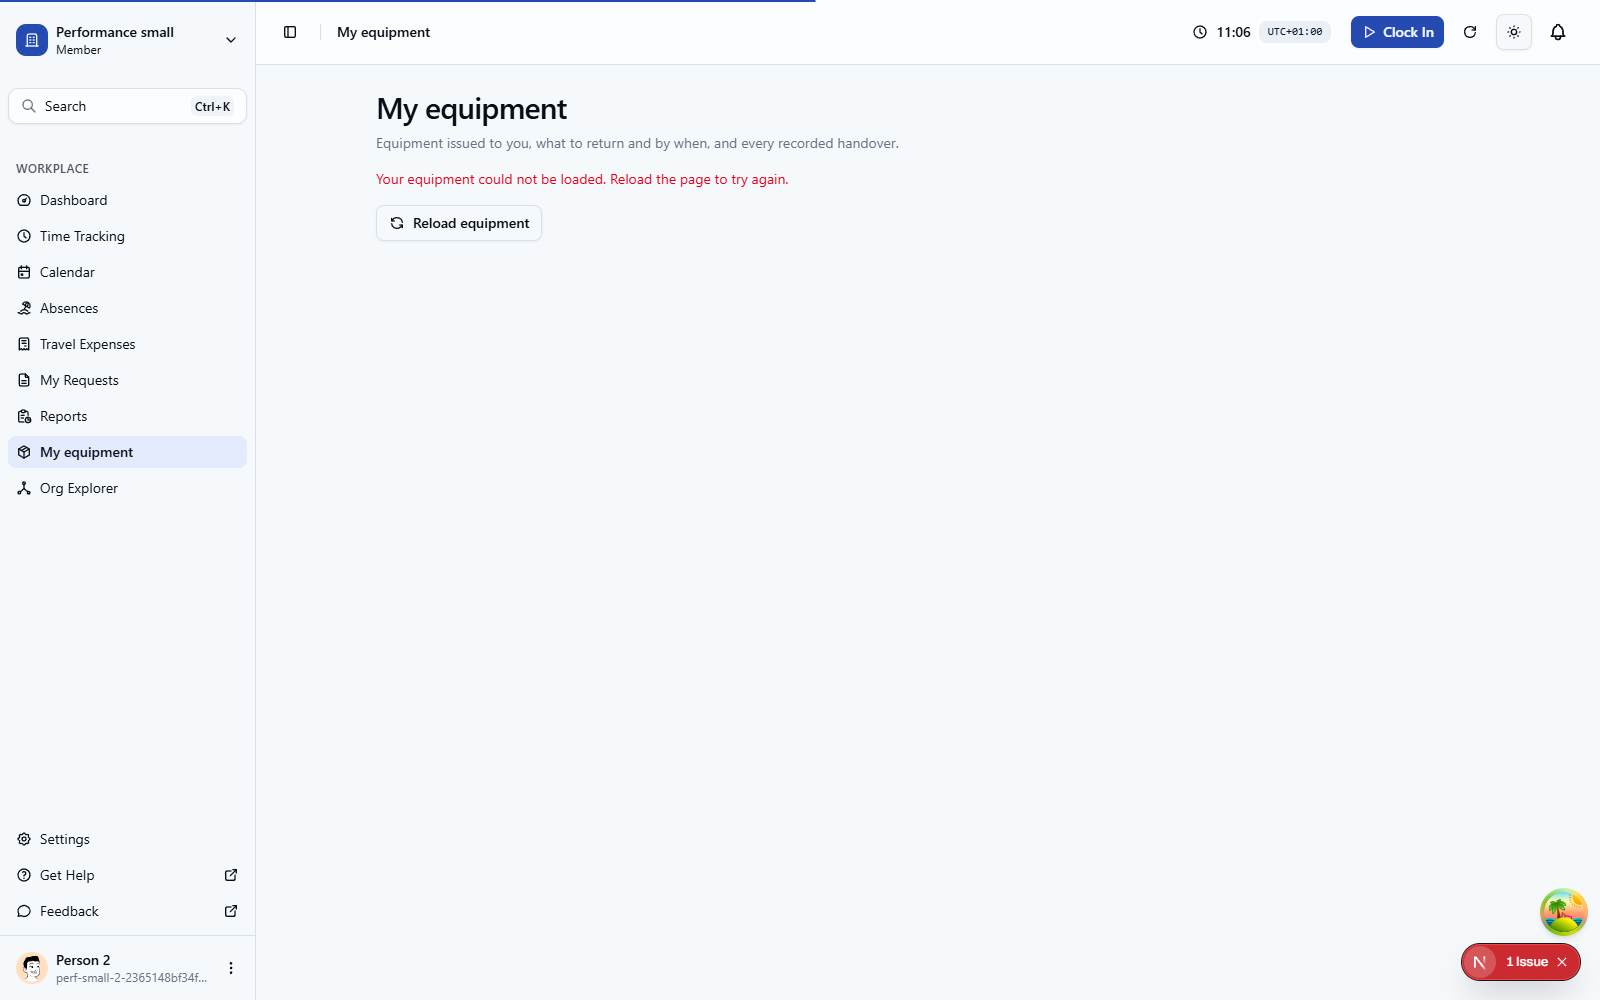 Performance small
Member
Search
Ctrl+K
WORKPLACE
Dashboard
Time Tracking
Calendar
Absences
Travel Expenses
My Requests
Reports
My equipment
Org Explorer
Settings
Get Help
Feedback
Person 2
perf-small-2-2365148bf34f...
My equipment
11:06
UTC+01:00
Clock In
My equipment
Equipment issued to you, what to return and by when, and every recorded handover.
Your equipment could not be loaded. Reload the page to try again.
Reload equipment
N
1 Issue